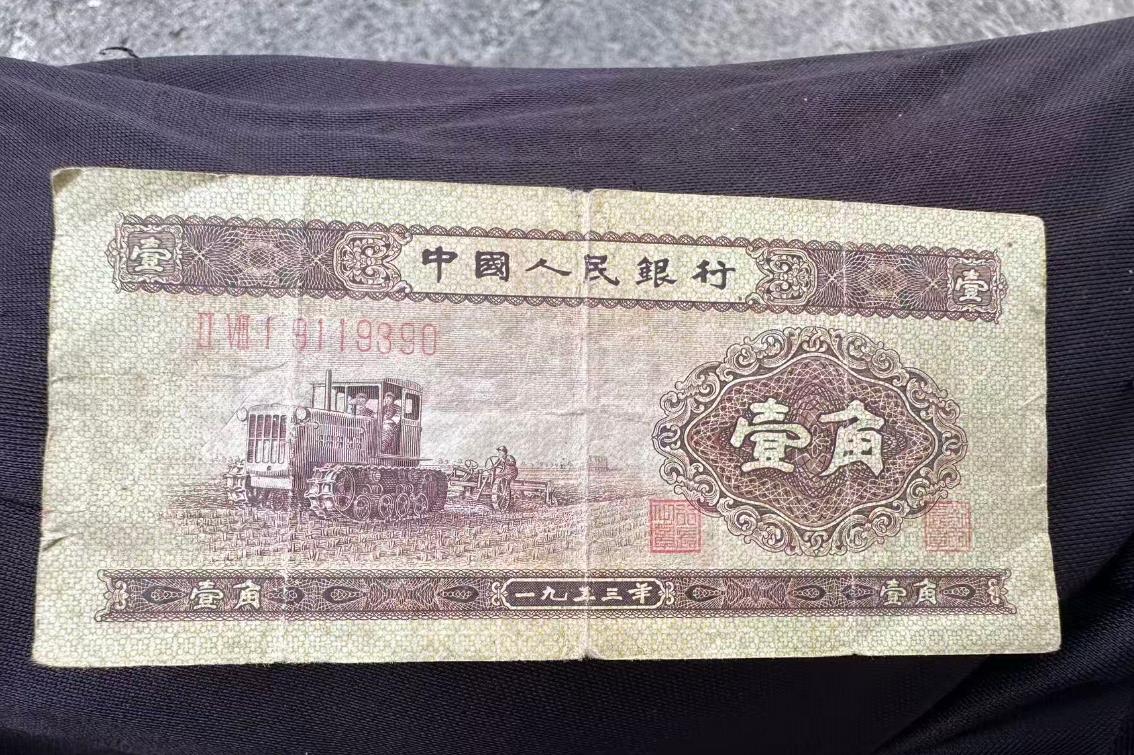 壹 中國人民銀行 壹
II VIII I 9119390
壹角
壹角 一九五三年 壹角